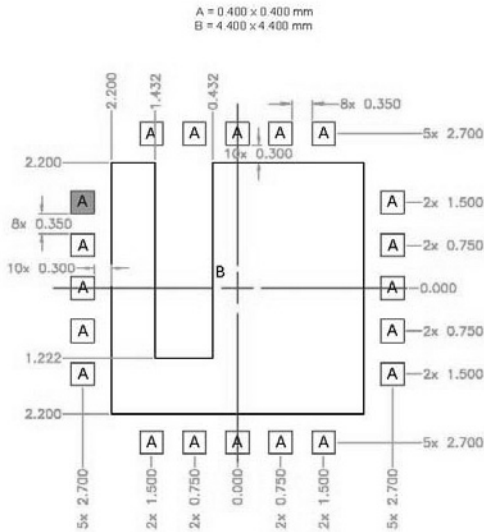 A = 0.400 x 0.400 mm
B = 4.400 x 4.400 mm
2.200
1.432
0.432
8x 0.350
A A A A A
5x 2.700
10x 0.300
2.200
A
A
2x 1.500
8x 0.350
A
A
2x 0.750
10x 0.300
B
A
A
0.000
A
A
2x 0.750
1.222
A
A
2x 1.500
2.200
A A A A A
5x 2.700
5x 2.700
2x 1.500
2x 0.750
0.000
2x 0.750
2x 1.500
5x 2.700